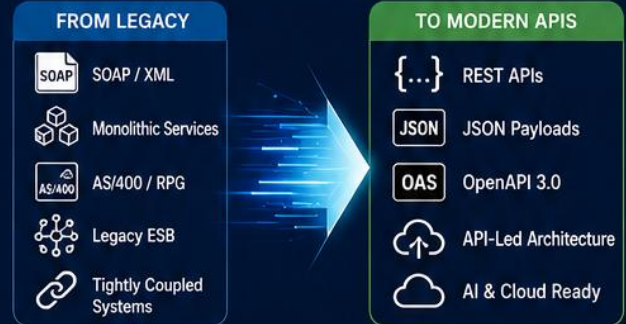 FROM LEGACY
SOAP
SOAP / XML
Monolithic Services
AS/400
AS/400 / RPG
Legacy ESB
Tightly Coupled
Systems
TO MODERN APIS
{...}
REST APIs
JSON
JSON Payloads
OAS
OpenAPI 3.0
API-Led Architecture
AI & Cloud Ready